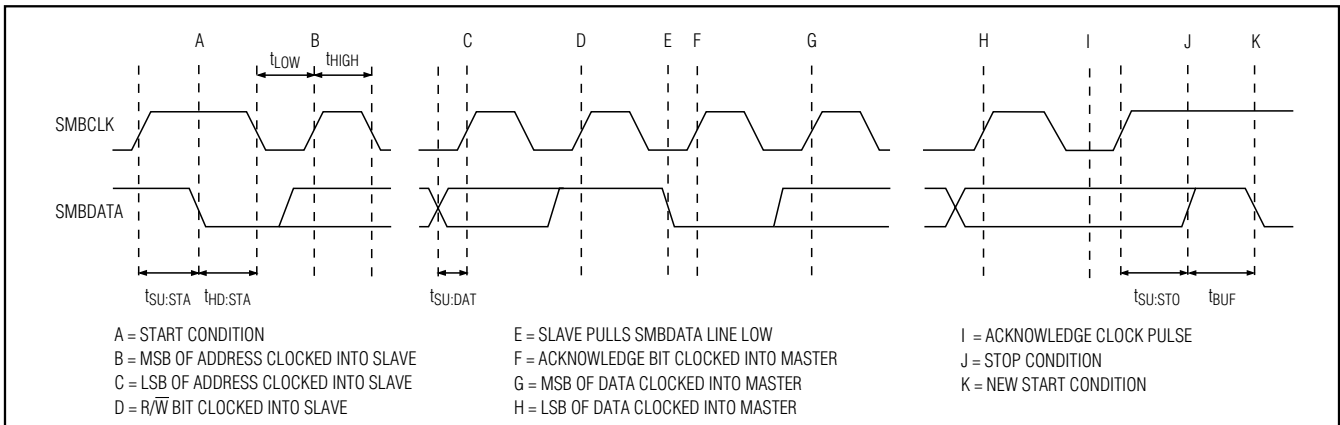 A B C D E F G H I J K
tLOW tHIGH
SMBCLK
SMBDATA
tSU:STA tHD:STA tSU:DAT tSU:STO tBUF
A = START CONDITION
B = MSB OF ADDRESS CLOCKED INTO SLAVE
C = LSB OF ADDRESS CLOCKED INTO SLAVE
D = R/W̅ BIT CLOCKED INTO SLAVE
E = SLAVE PULLS SMBDATA LINE LOW
F = ACKNOWLEDGE BIT CLOCKED INTO MASTER
G = MSB OF DATA CLOCKED INTO MASTER
H = LSB OF DATA CLOCKED INTO MASTER
I = ACKNOWLEDGE CLOCK PULSE
J = STOP CONDITION
K = NEW START CONDITION